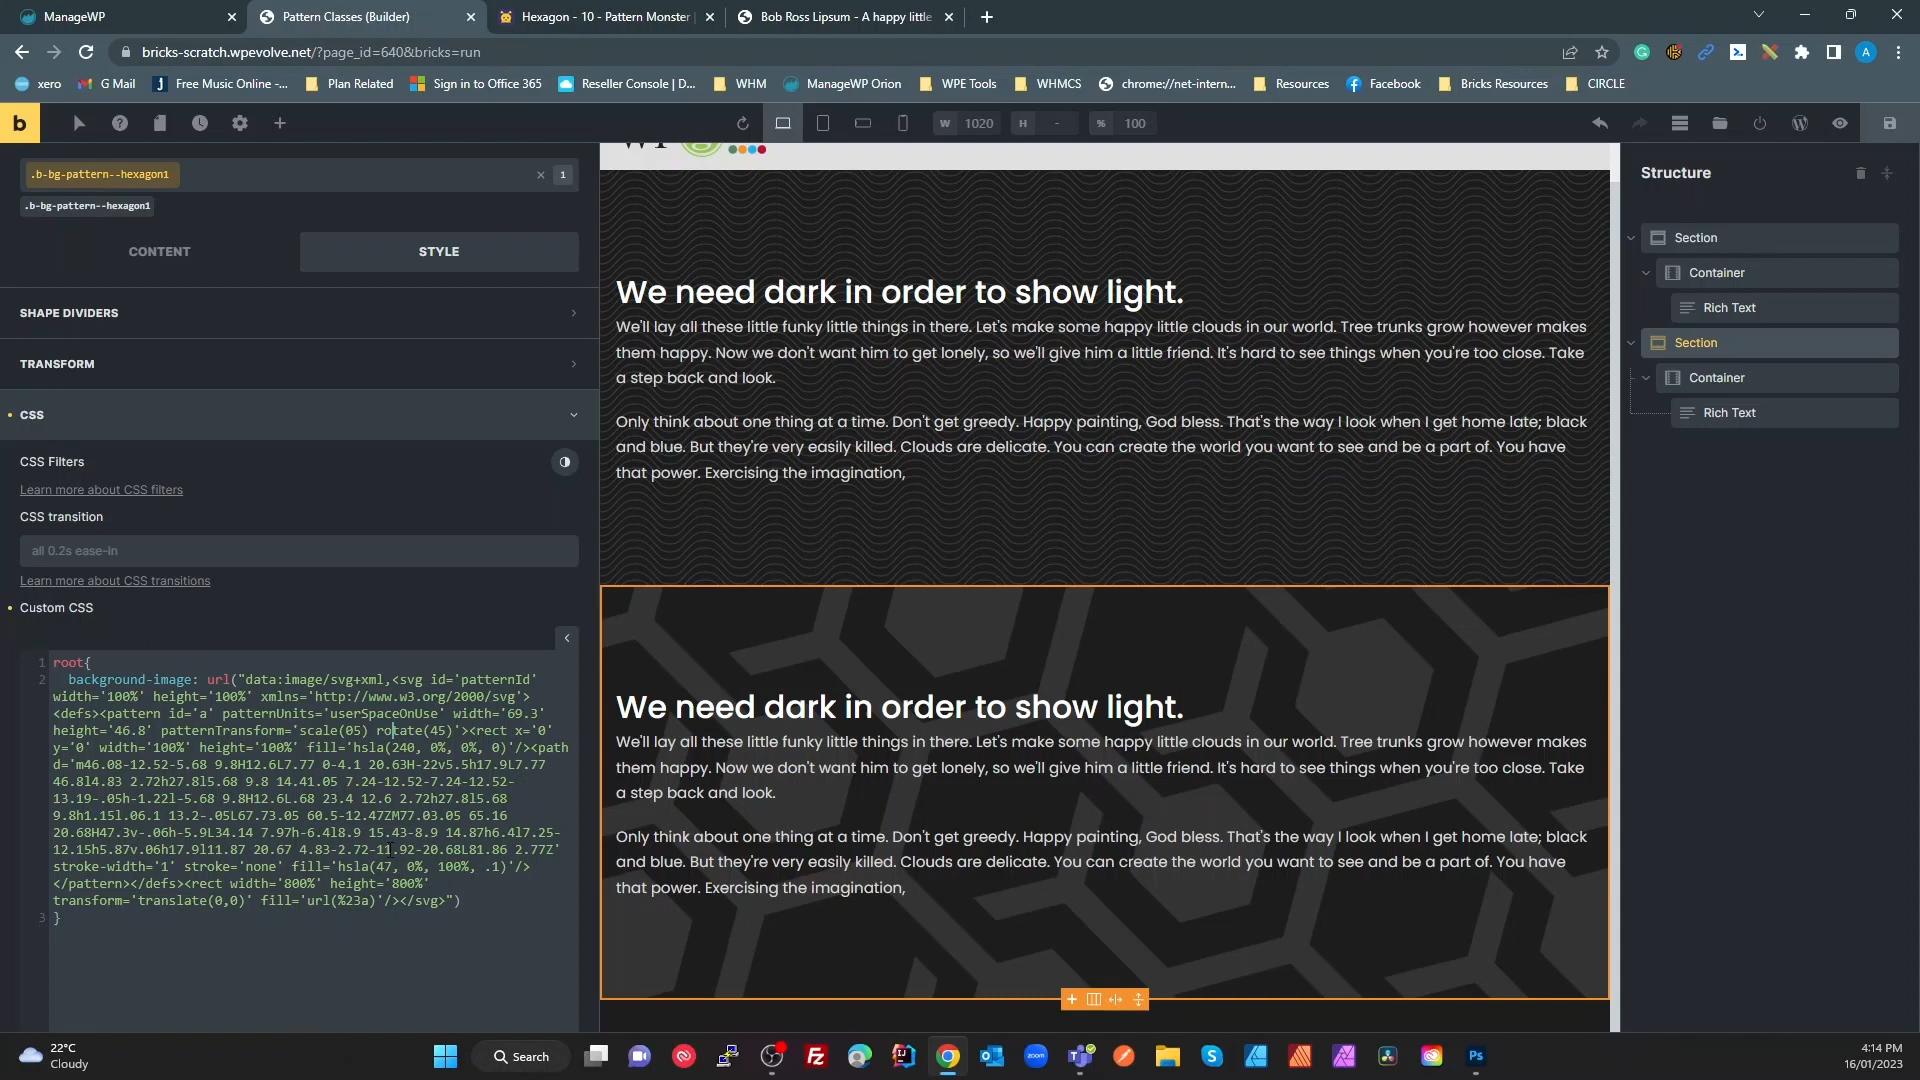 ManageWP
Pattern Classes (Builder)
Hexagon - 10 - Pattern Monster
Bob Ross Lipsum - A happy little
bricks-scratch.wpevolve.net/?page_id=640&bricks=run
A
xero
G Mail
Free Music Online -...
Plan Related
Sign in to Office 365
Reseller Console | D...
WHM
ManageWP Orion
WPE Tools
WHMCS
chrome://net-intern...
Resources
Facebook
Bricks Resources
CIRCLE
b
W 1020
H -
% 100
.b-bg-pattern--hexagon1
1
.b-bg-pattern--hexagon1
CONTENT
STYLE
SHAPE DIVIDERS
TRANSFORM
CSS
CSS Filters
Learn more about CSS filters
CSS transition
all 0.2s ease-in
Learn more about CSS transitions
Custom CSS
1 root{
2 background-image: url("data:image/svg+xml,<svg id='patternId'
width='100%' height='100%' xmlns='http://www.w3.org/2000/svg'>
<defs><pattern id='a' patternUnits='userSpaceOnUse' width='69.3'
height='46.8' patternTransform='scale(05) rotate(45)'><rect x='0'
y='0' width='100%' height='100%' fill='hsla(240, 0%, 0%, 0)'/><path
d='m46.08-12.52-5.68 9.8H12.6L7.77 0-4.1 20.63H-22v5.5h17.9L7.77
46.8l4.83 2.72h27.8l5.68 9.8 14.41.05 7.24-12.52-7.24-12.52-
13.19-.05h-1.22l-5.68 9.8H12.6L.68 23.4 12.6 2.72h27.8l5.68
9.8h1.15l.06.1 13.2-.05L67.73.05 60.5-12.47ZM77.03.05 65.16
20.68H47.3v-.06h-5.9L34.14 7.97h-6.4l8.9 15.43-8.9 14.87h6.4l7.25-
12.15h5.87v.06h17.9l11.87 20.67 4.83-2.72-11.92-20.68L81.86 2.77Z'
stroke-width='1' stroke='none' fill='hsla(47, 0%, 100%, .1)'/>
</pattern></defs><rect width='800%' height='800%'
transform='translate(0,0)' fill='url(%23a)'/></svg>")
3 }
We need dark in order to show light.
We'll lay all these little funky little things in there. Let's make some happy little clouds in our world. Tree trunks grow however makes
them happy. Now we don't want him to get lonely, so we'll give him a little friend. It's hard to see things when you're too close. Take
a step back and look.
Only think about one thing at a time. Don't get greedy. Happy painting, God bless. That's the way I look when I get home late; black
and blue. But they're very easily killed. Clouds are delicate. You can create the world you want to see and be a part of. You have
that power. Exercising the imagination,
We need dark in order to show light.
We'll lay all these little funky little things in there. Let's make some happy little clouds in our world. Tree trunks grow however makes
them happy. Now we don't want him to get lonely, so we'll give him a little friend. It's hard to see things when you're too close. Take
a step back and look.
Only think about one thing at a time. Don't get greedy. Happy painting, God bless. That's the way I look when I get home late; black
and blue. But they're very easily killed. Clouds are delicate. You can create the world you want to see and be a part of. You have
that power. Exercising the imagination,
Structure
Section
Container
Rich Text
Section
Container
Rich Text
22°C
Cloudy
Search
zoom
Ps
4:14 PM
16/01/2023